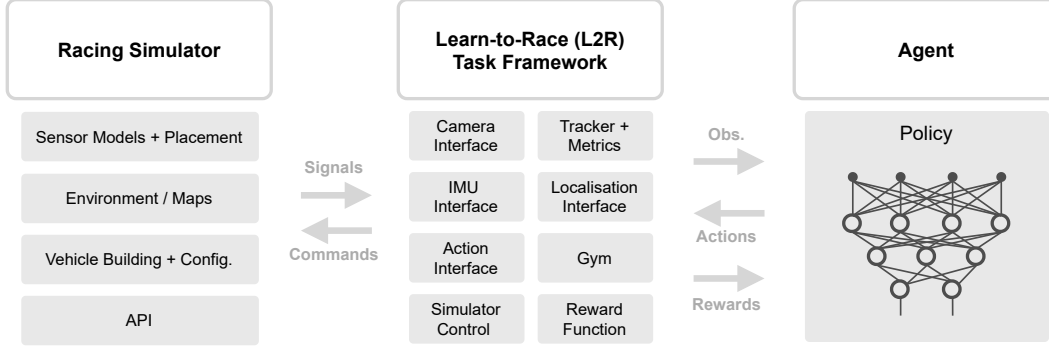 Racing Simulator
Sensor Models + Placement
Environment / Maps
Vehicle Building + Config.
API
Signals
Commands
Learn-to-Race (L2R)
Task Framework
Camera
Interface
Tracker +
Metrics
IMU
Interface
Localisation
Interface
Action
Interface
Gym
Simulator
Control
Reward
Function
Obs.
Actions
Rewards
Agent
Policy